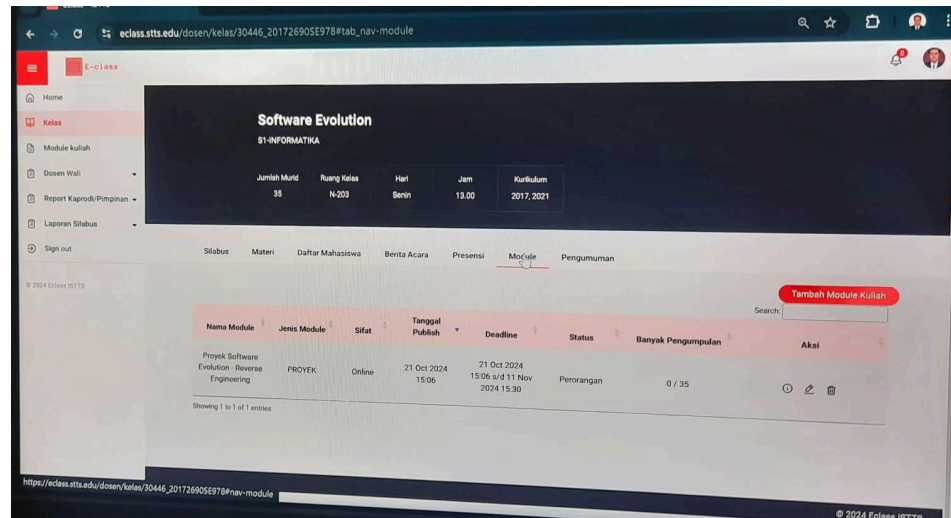 eclass.stts.edu/dosen/kelas/30446_20172690SE978#tab_nav-module
E-class
0
Home
Kelas
Module kuliah
Dosen Wali
Report Kaprodi/Pimpinan
Laporan Silabus
Sign out
© 2024 Eclass ISTTS
Software Evolution
S1-INFORMATIKA
Jumlah Murid Ruang Kelas Hari Jam Kurikulum
35 N-203 Senin 13.00 2017, 2021
Silabus Materi Daftar Mahasiswa Berita Acara Presensi Module Pengumuman
Tambah Module Kuliah
Search:
Nama Module Jenis Module Sifat Tanggal Publish Deadline Status Banyak Pengumpulan Aksi
Proyek Software
Evolution - Reverse
Engineering
PROYEK
Online
21 Oct 2024
15:06
21 Oct 2024
15:06 s/d 11 Nov
2024 15:30
Perorangan
0 / 35
Showing 1 to 1 of 1 entries
https://eclass.stts.edu/dosen/kelas/30446_20172690SE978#nav-module
© 2024 Eclass ISTTS